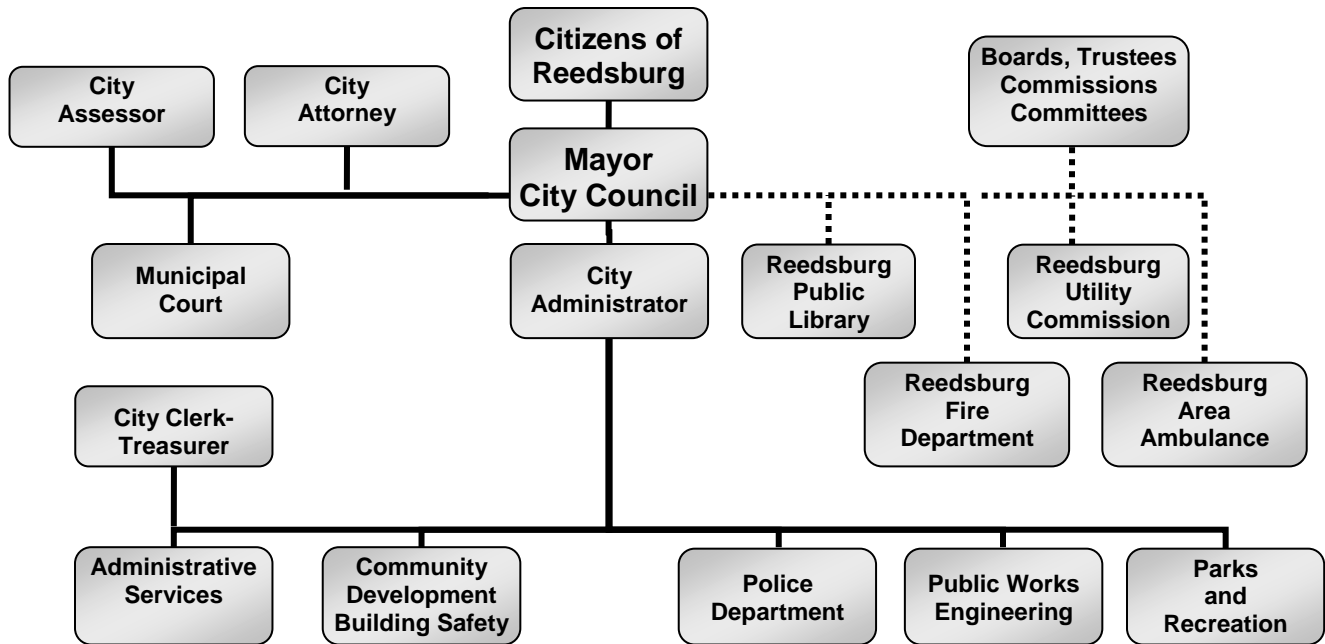 Citizens of
Reedsburg
Boards, Trustees
Commissions
Committees
City
Assessor
City
Attorney
Mayor
City Council
Municipal
Court
City
Administrator
Reedsburg
Public
Library
Reedsburg
Utility
Commission
Reedsburg
Fire
Department
Reedsburg
Area
Ambulance
City Clerk-
Treasurer
Administrative
Services
Community
Development
Building Safety
Police
Department
Public Works
Engineering
Parks
and
Recreation